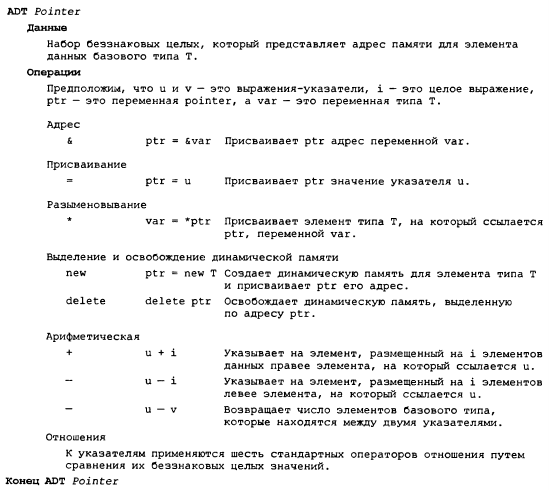 ADT Pointer
Данные
Набор беззнаковых целых, который представляет адрес памяти для элемента
данных базового типа T.
Операции
Предположим, что u и v — это выражения-указатели, i — это целое выражение,
ptr — это переменная pointer, а var — это переменная типа T.
Адрес
& ptr = &var Присваивает ptr адрес переменной var.
Присваивание
= ptr = u Присваивает ptr значение указателя u.
Разыменовывание
* var = *ptr Присваивает элемент типа T, на который ссылается
ptr, переменной var.
Выделение и освобождение динамической памяти
new ptr = new T Создает динамическую память для элемента типа T
и присваивает ptr его адрес.
delete delete ptr Освобождает динамическую память, выделенную
по адресу ptr.
Арифметическая
+ u + i Указывает на элемент, размещенный на i элементов
данных правее элемента, на который ссылается u.
— u — i Указывает на элемент, размещенный на i элементов
левее элемента, на который ссылается u.
— u — v Возвращает число элементов базового типа,
которые находятся между двумя указателями.
Отношения
К указателям применяются шесть стандартных операторов отношения путем
сравнения их беззнаковых целых значений.
Конец ADT Pointer